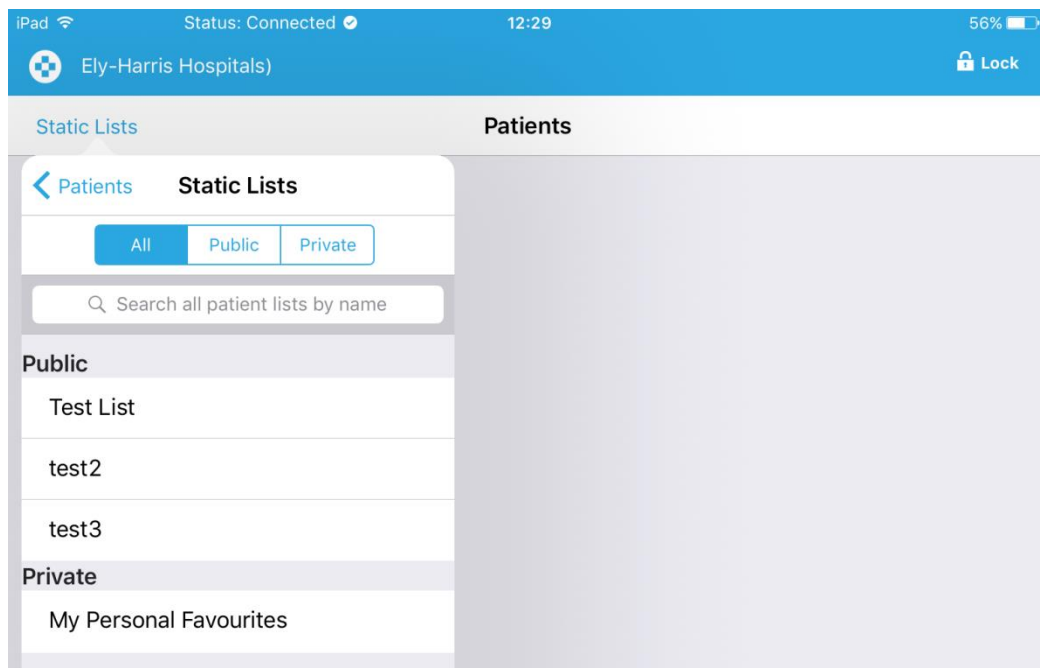 iPad Status: Connected 12:29 56%
Ely-Harris Hospitals) Lock
Static Lists Patients
Patients Static Lists
All Public Private
Search all patient lists by name
Public
Test List
test2
test3
Private
My Personal Favourites